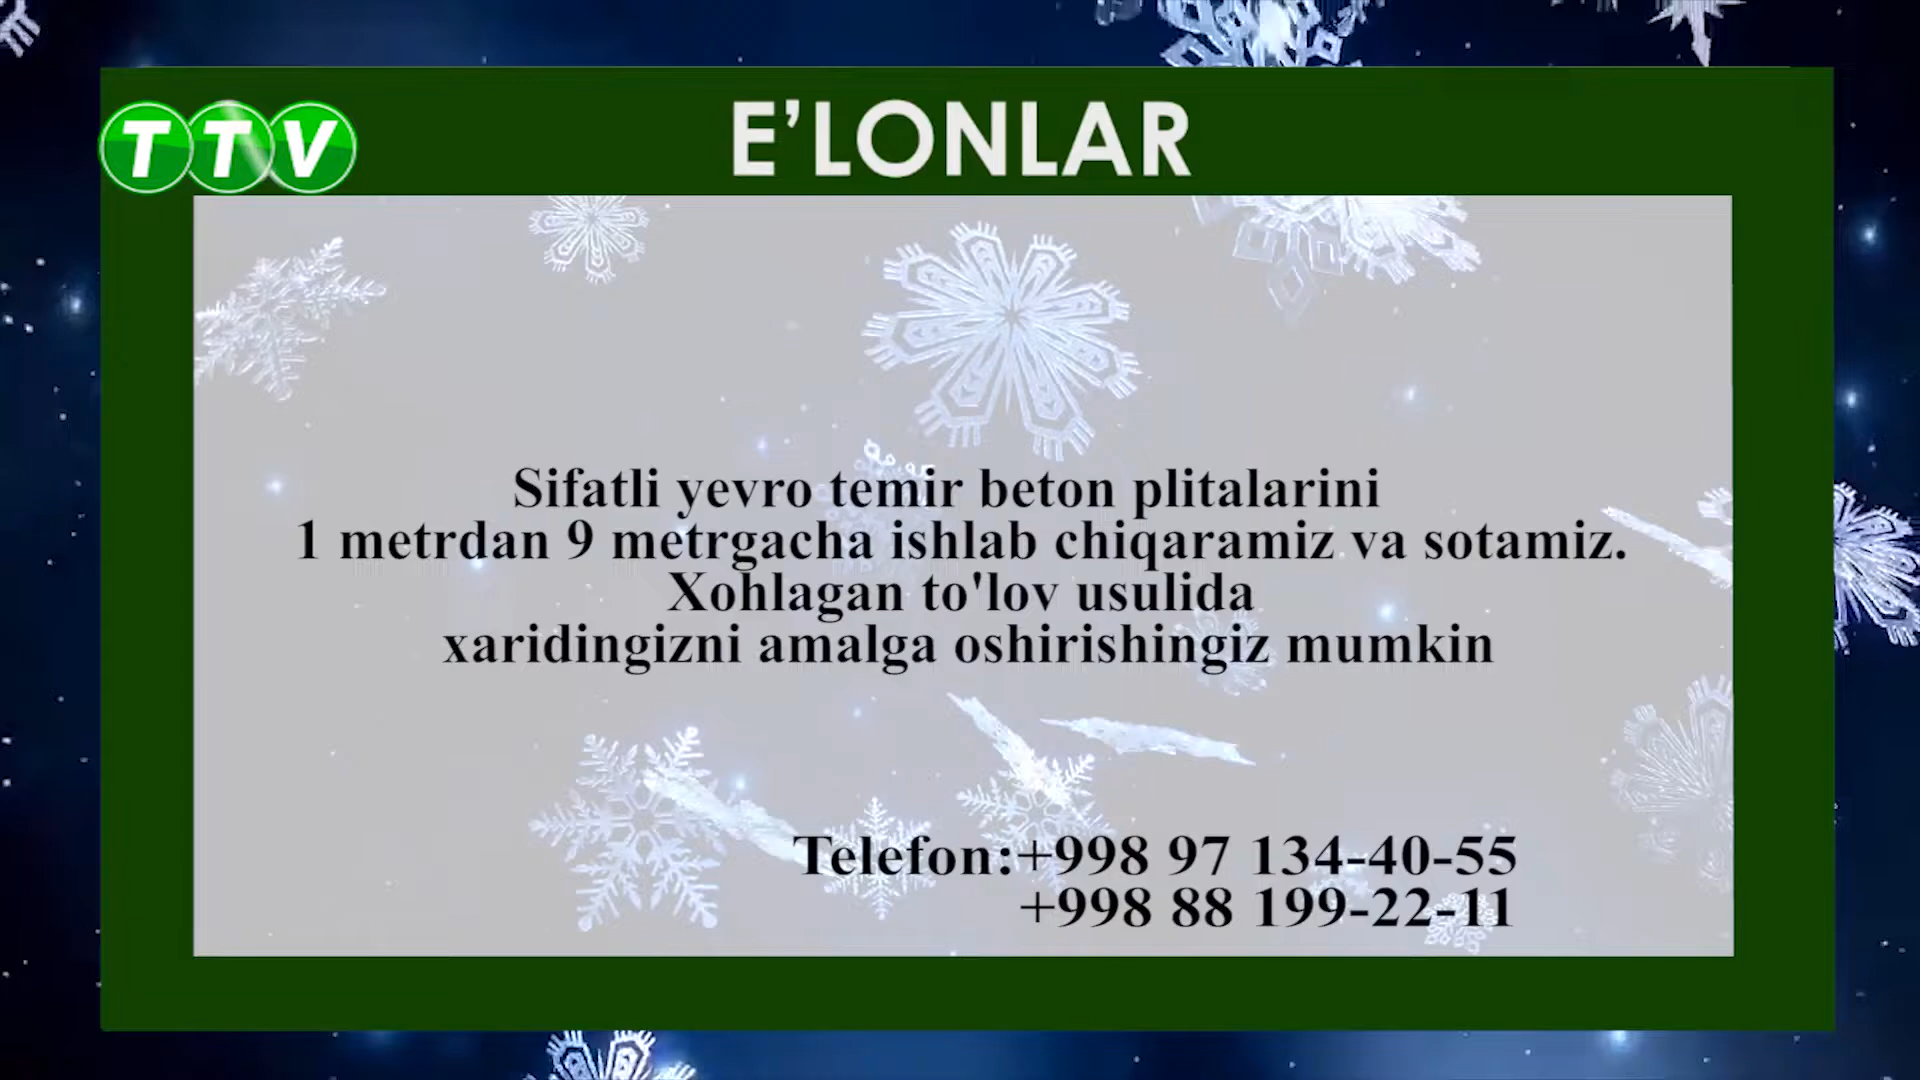 TTV
E’LONLAR
Sifatli yevro temir beton plitalarini
1 metrdan 9 metrgacha ishlab chiqaramiz va sotamiz.
Xohlagan to'lov usulida
xaridingizni amalga oshirishingiz mumkin
Telefon:+998 97 134-40-55
+998 88 199-22-11